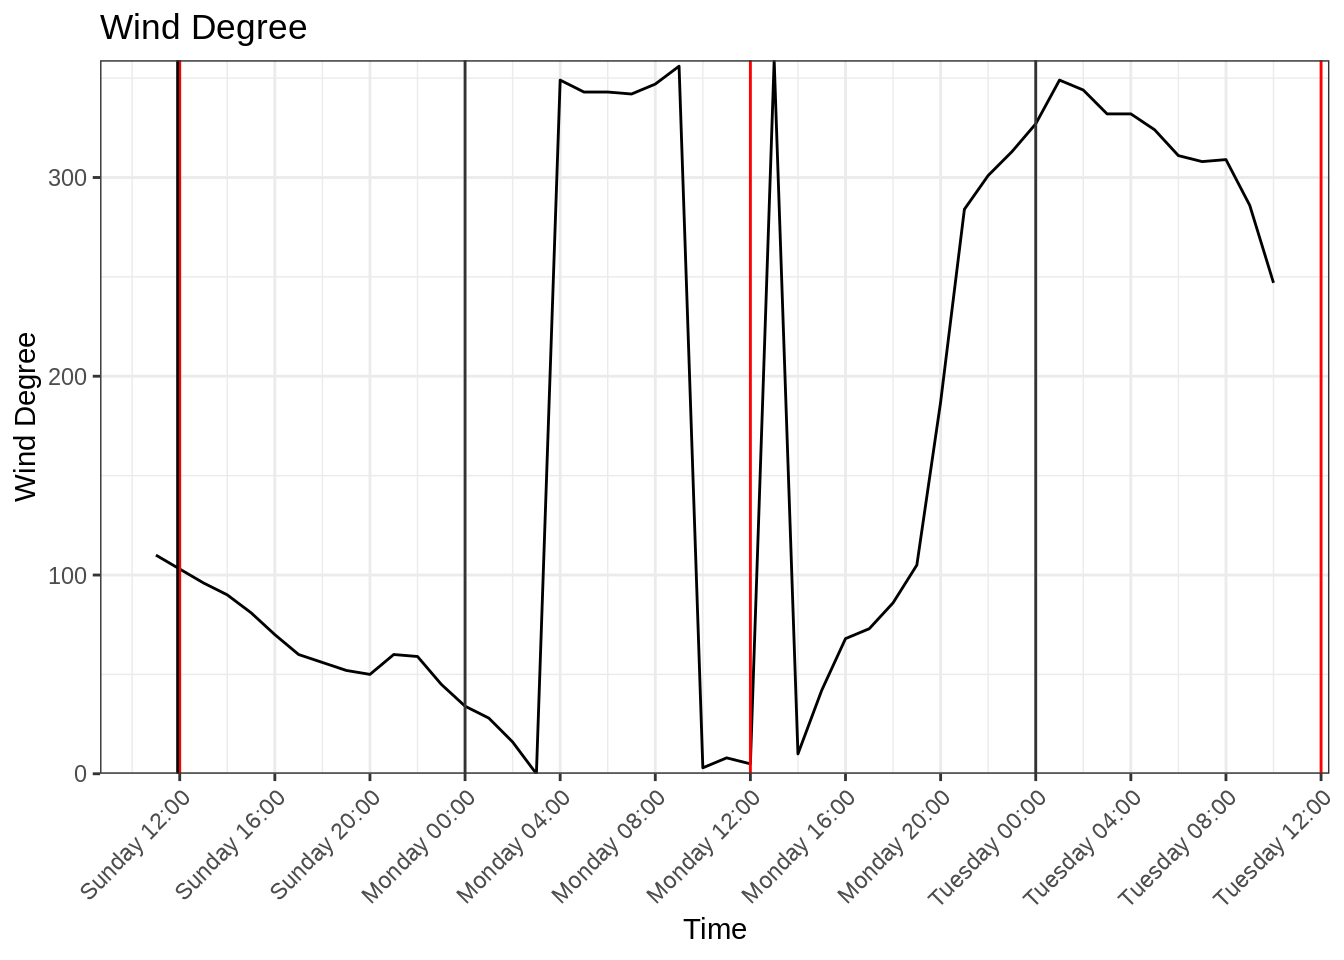 Wind Degree
Wind Degree
300
200
100
0
Sunday 12:00
Sunday 16:00
Sunday 20:00
Monday 00:00
Monday 04:00
Monday 08:00
Monday 12:00
Monday 16:00
Monday 20:00
Tuesday 00:00
Tuesday 04:00
Tuesday 08:00
Tuesday 12:00
Time